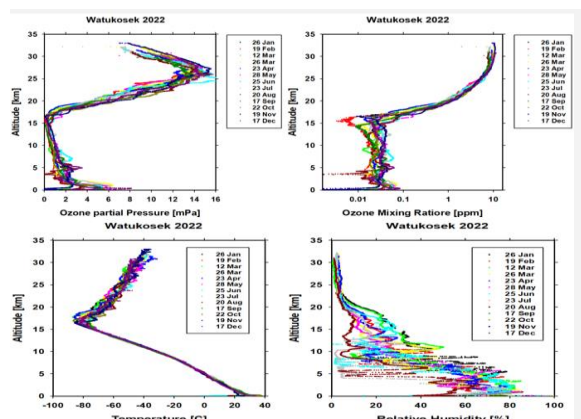 Watukosek 2022
Altitude [km]
35
30
25
20
15
10
5
0
0 2 4 6 8 10 12 14 16
Ozone partial Pressure [mPa]
26 Jan
19 Feb
12 Mar
26 Mar
23 Apr
28 May
25 Jun
23 Jul
20 Aug
17 Sep
22 Oct
19 Nov
17 Dec
Watukosek 2022
Altitude [km]
35
30
25
20
15
10
5
0
0.01 0.1 1 10
Ozone Mixing Ratiore [ppm]
26 Jan
19 Feb
12 Mar
26 Mar
23 Apr
28 May
25 Jun
23 Jul
20 Aug
17 Sep
22 Oct
19 Nov
17 Dec
Watukosek 2022
Altitude [km]
35
30
25
20
15
10
5
0
-100 -80 -60 -40 -20 0 20 40
Temperature [C]
26 Jan
19 Feb
12 Mar
26 Mar
23 Apr
28 May
25 Jun
23 Jul
20 Aug
17 Sep
22 Oct
19 Nov
17 Dec
Watukosek 2022
Altitude [km]
35
30
25
20
15
10
5
0
0 20 40 60 80 100
Relative Humidity [%]
26 Jan
19 Feb
12 Mar
26 Mar
23 Apr
28 May
25 Jun
23 Jul
20 Aug
17 Sep
22 Oct
19 Nov
17 Dec